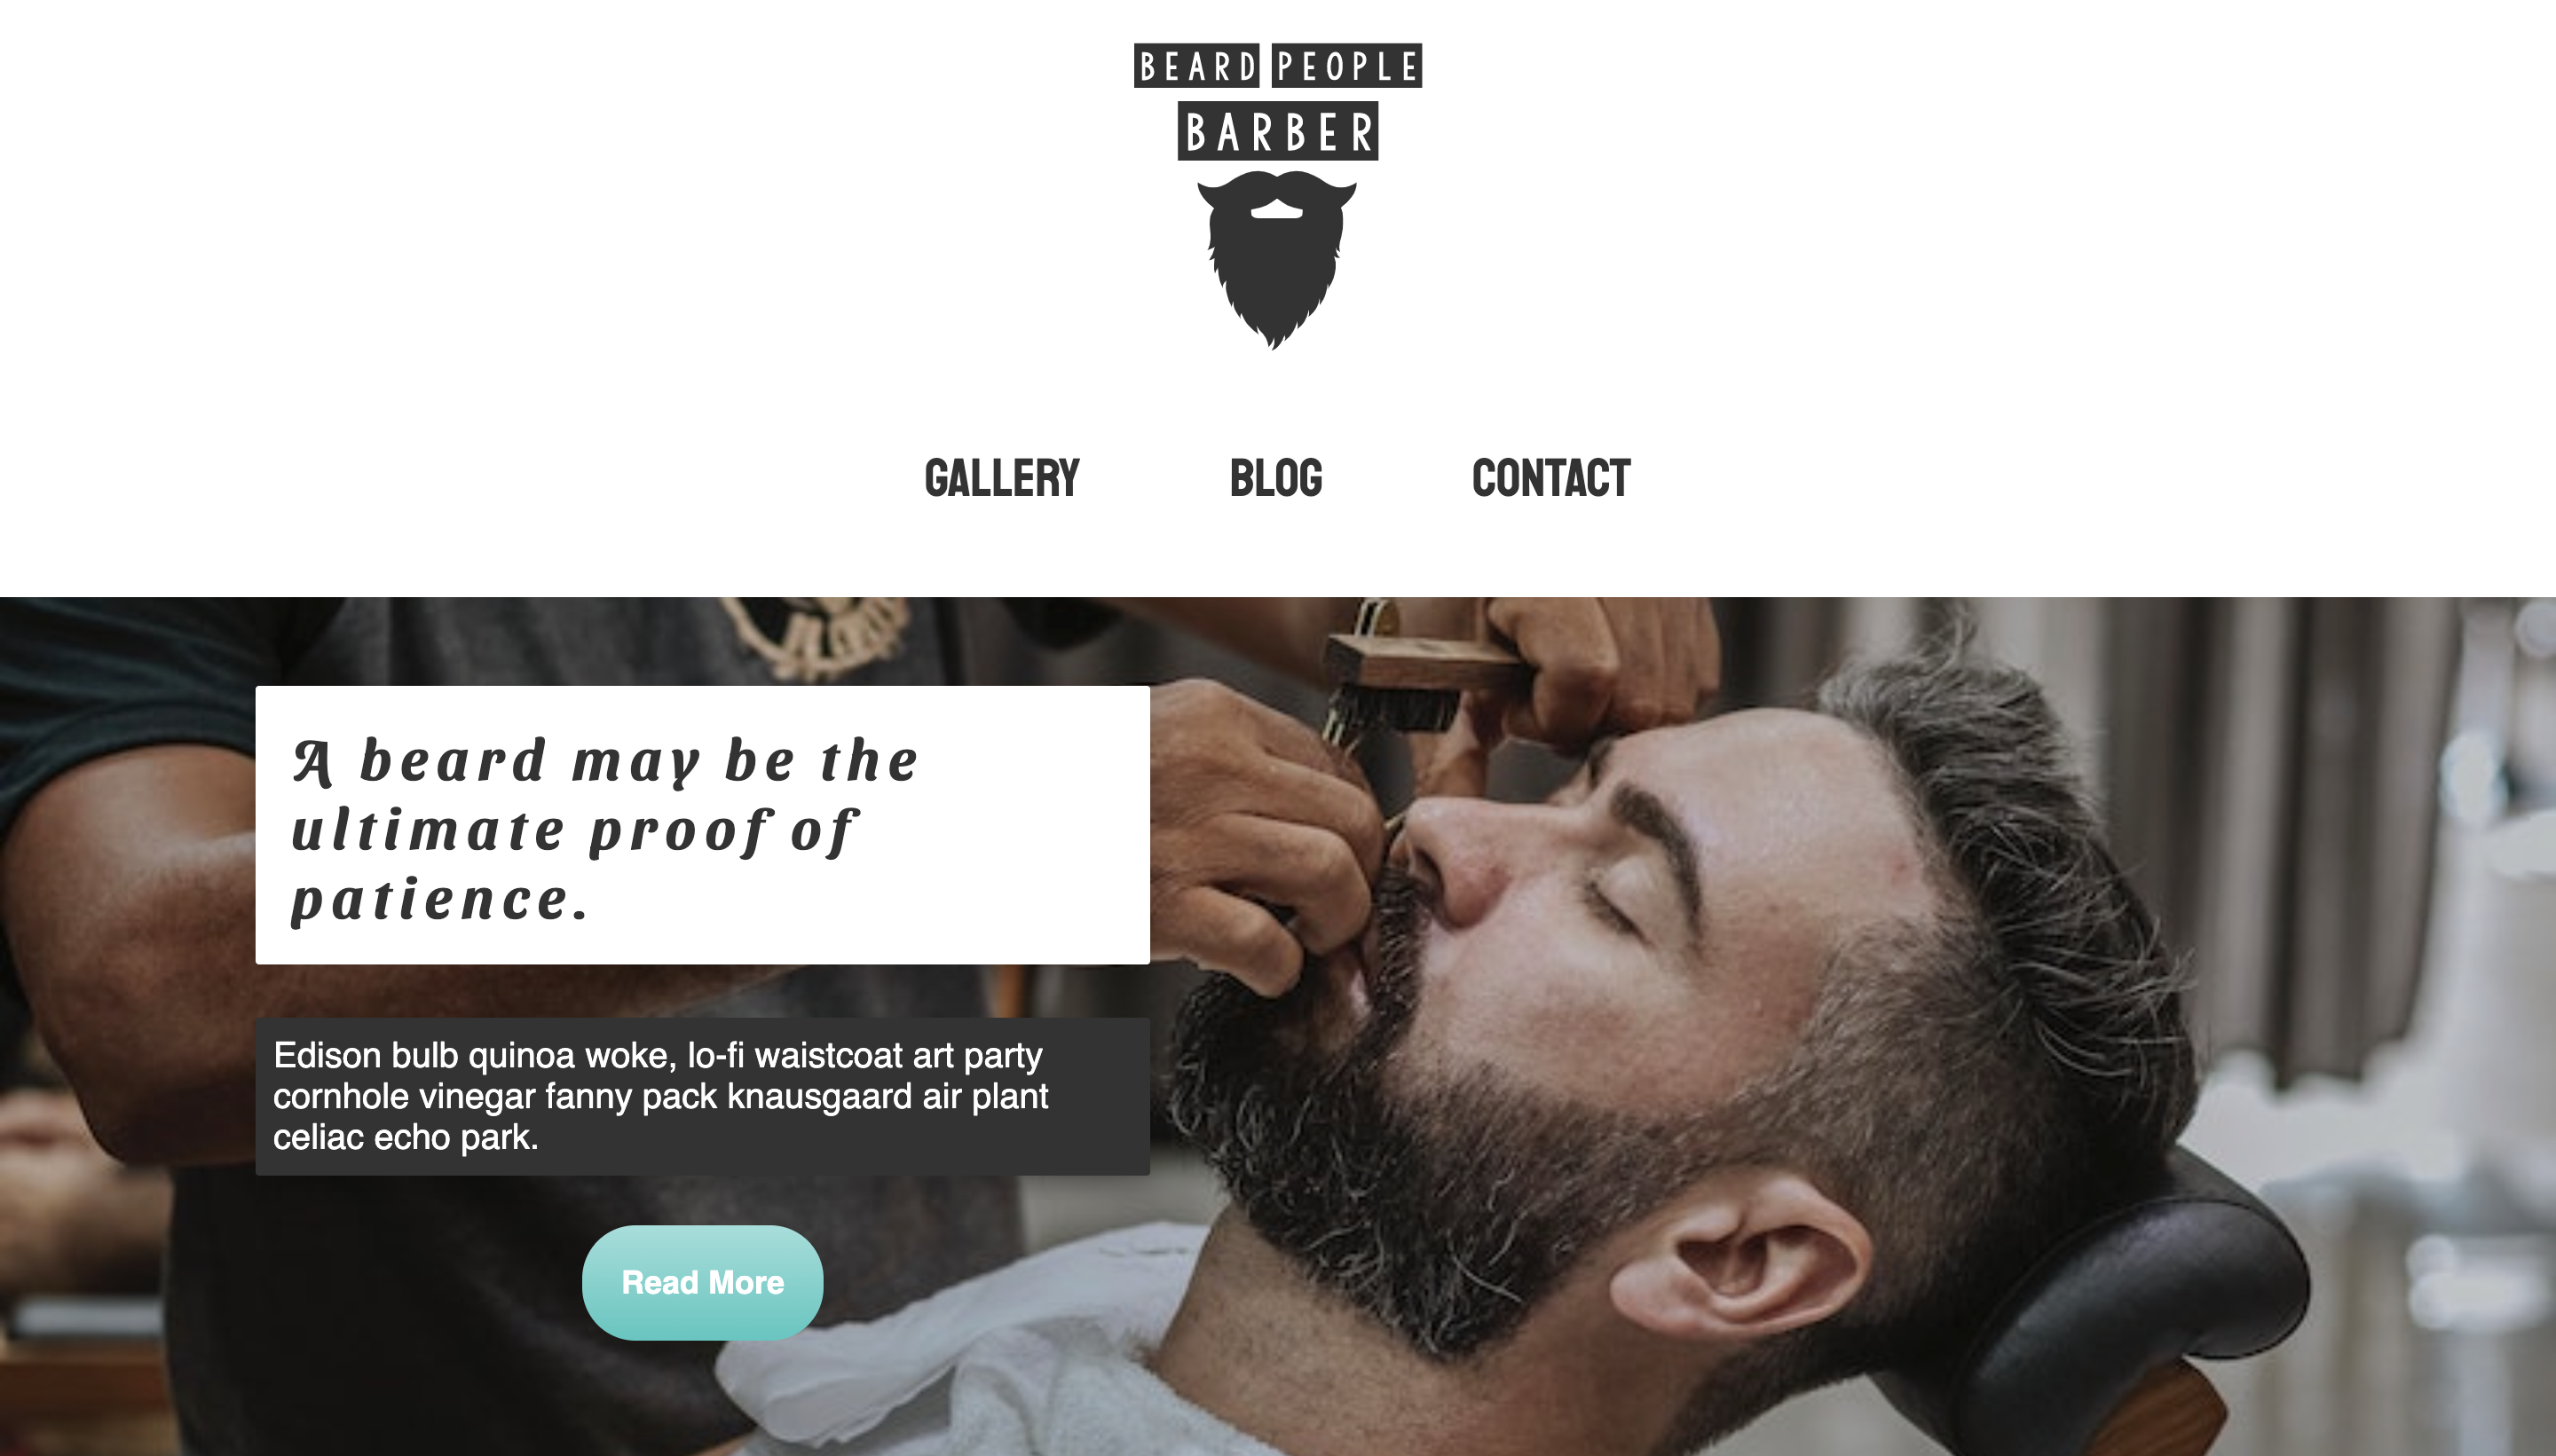 BEARD PEOPLE
BARBER
GALLERY BLOG CONTACT
A beard may be the
ultimate proof of
patience.
Edison bulb quinoa woke, lo-fi waistcoat art party
cornhole vinegar fanny pack knausgaard air plant
celiac echo park.
Read More